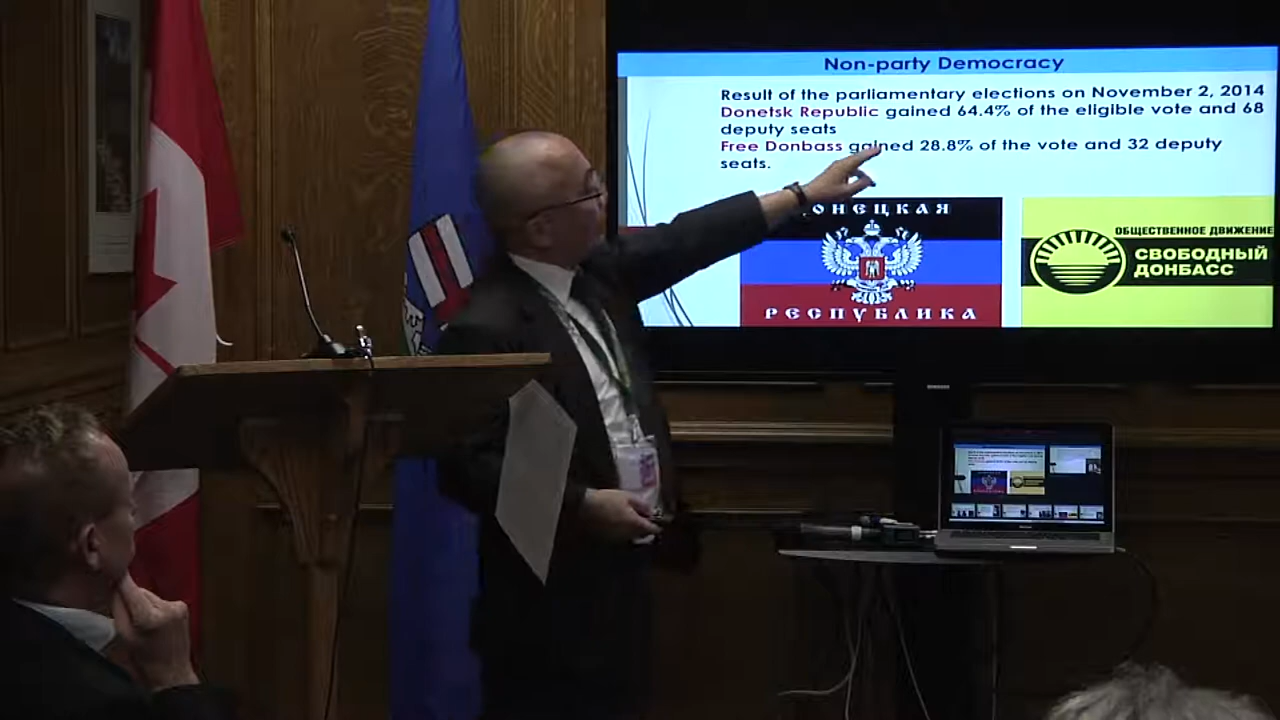 Non-party Democracy
Result of the parliamentary elections on November 2, 2014
Donetsk Republic gained 64.4% of the eligible vote and 68
deputy seats
Free Donbass gained 28.8% of the vote and 32 deputy
seats.
ОНЕЦКАЯ
РЕСПУБЛИКА
ОБЩЕСТВЕННОЕ ДВИЖЕНИЕ
СВОБОДНЫЙ
ДОНБАСС